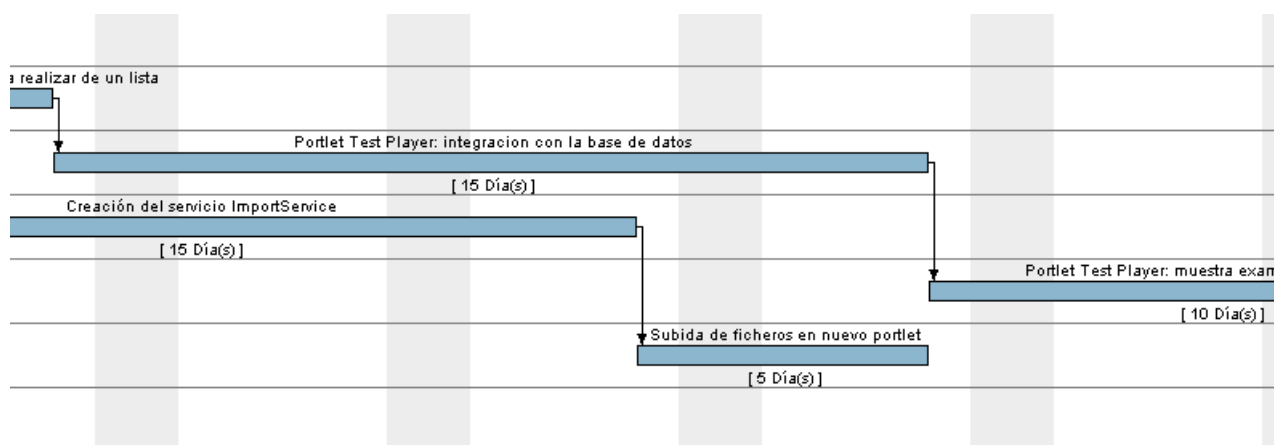 a realizar de un lista
Portlet Test Player: integracion con la base de datos
[ 15 Día(s) ]
Creación del servicio ImportService
[ 15 Día(s) ]
Portlet Test Player: muestra exam
[ 10 Día(s) ]
Subida de ficheros en nuevo portlet
[ 5 Día(s) ]